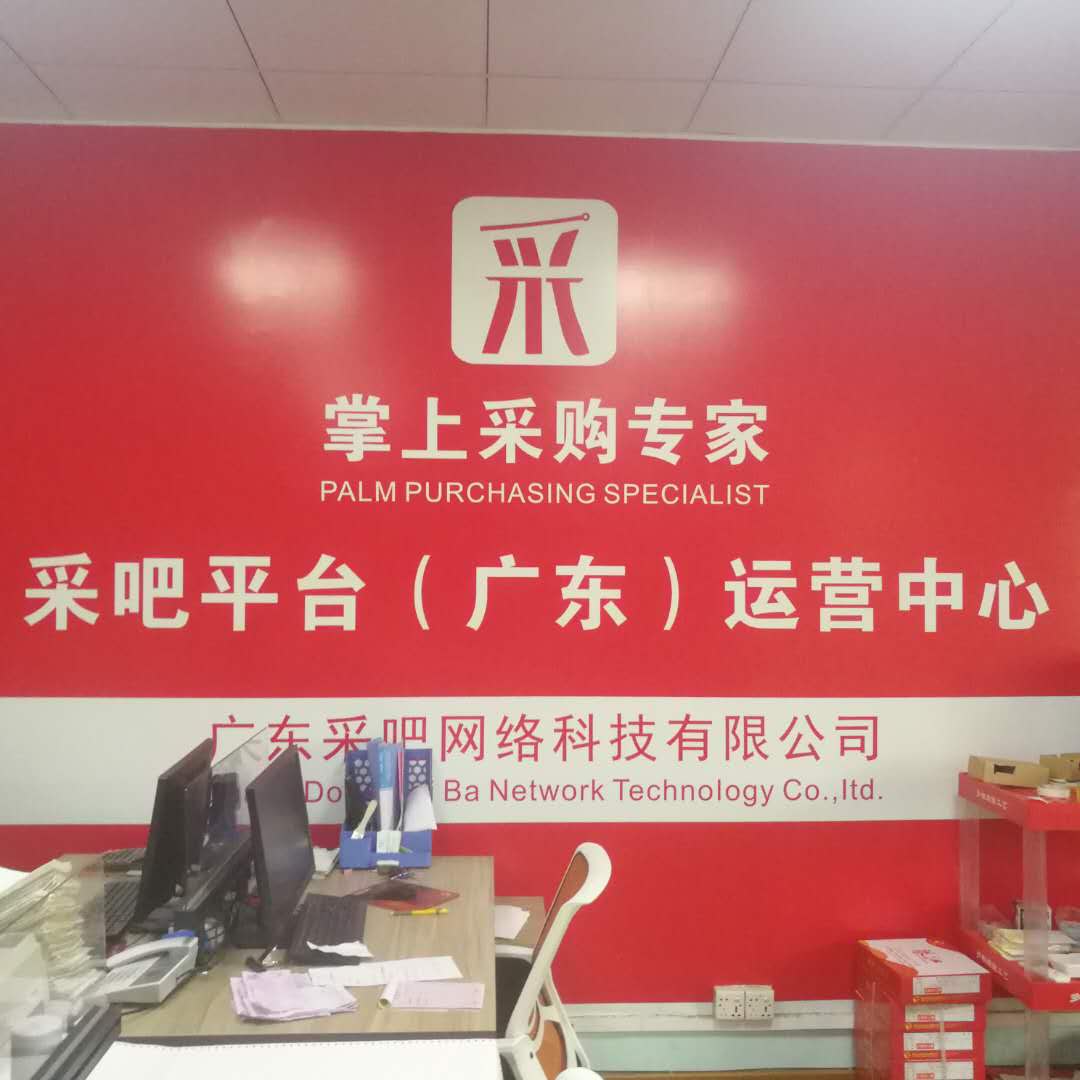 采
掌上采购专家
PALM PURCHASING SPECIALIST
采吧平台（广东）运营中心
广东采吧网络科技有限公司
Do Ba Network Technology Co.,ltd.